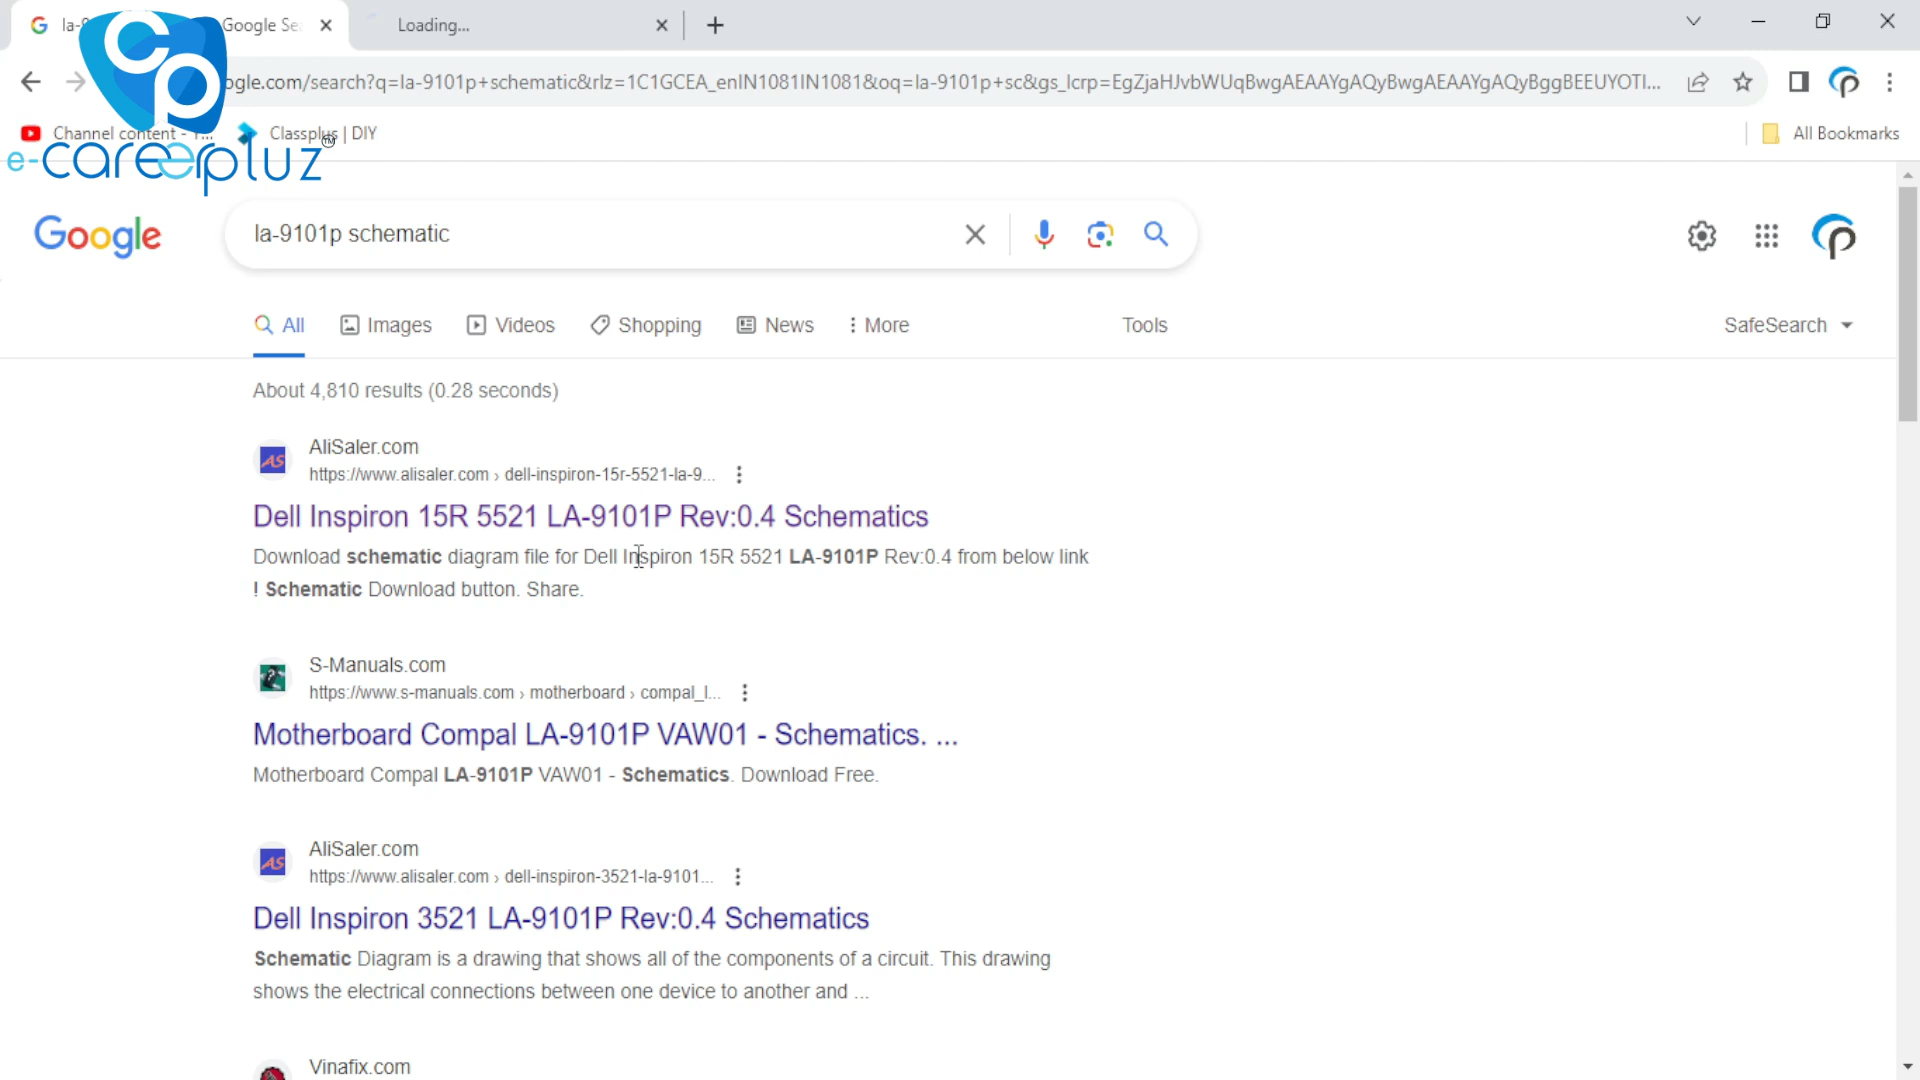 la-9
Google Se
Loading...
ogle.com/search?q=la-9101p+schematic&rlz=1C1GCEA_enIN1081IN1081&oq=la-9101p+sc&gs_lcrp=EgZjaHJvbWUqBwgAEAAYgAQyBwgAEAAYgAQyBggBEEUYOTI...
cp
Channel content - ...
Classplus | DIY
All Bookmarks
e-careerpluz
TM
Google
la-9101p schematic
All
Images
Videos
Shopping
News
More
Tools
SafeSearch
About 4,810 results (0.28 seconds)
AS
AliSaler.com
https://www.alisaler.com › dell-inspiron-15r-5521-la-9...
Dell Inspiron 15R 5521 LA-9101P Rev:0.4 Schematics
Download schematic diagram file for Dell Inspiron 15R 5521 LA-9101P Rev:0.4 from below link
! Schematic Download button. Share.
S-Manuals.com
https://www.s-manuals.com › motherboard › compal_l...
Motherboard Compal LA-9101P VAW01 - Schematics. ...
Motherboard Compal LA-9101P VAW01 - Schematics. Download Free.
AS
AliSaler.com
https://www.alisaler.com › dell-inspiron-3521-la-9101...
Dell Inspiron 3521 LA-9101P Rev:0.4 Schematics
Schematic Diagram is a drawing that shows all of the components of a circuit. This drawing
shows the electrical connections between one device to another and ...
Vinafix.com